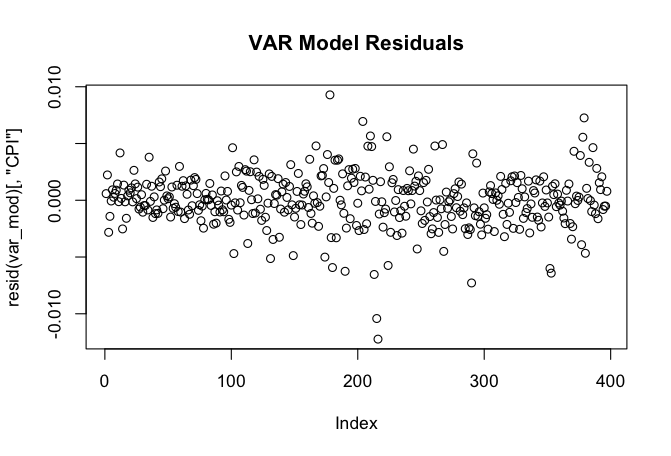 VAR Model Residuals
resid(var_mod)[, "CPI"]
0.010
0.000
-0.010
0 100 200 300 400
Index